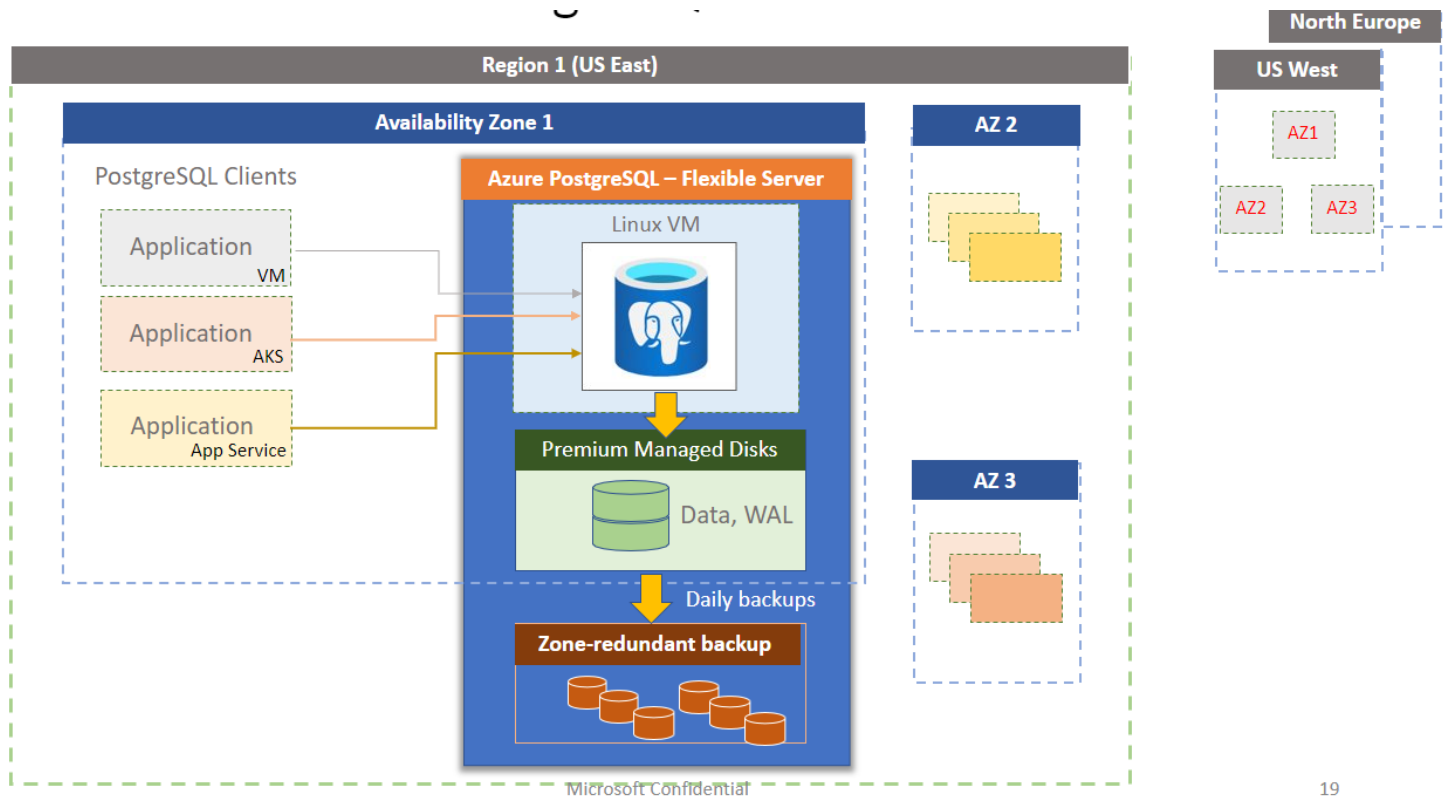 North Europe
Region 1 (US East)
US West
Availability Zone 1
AZ 2
AZ1
AZ2
AZ3
PostgreSQL Clients
Azure PostgreSQL – Flexible Server
Linux VM
Application
VM
Application
AKS
Application
App Service
Premium Managed Disks
Data, WAL
AZ 3
Daily backups
Zone-redundant backup
Microsoft Confidential
19